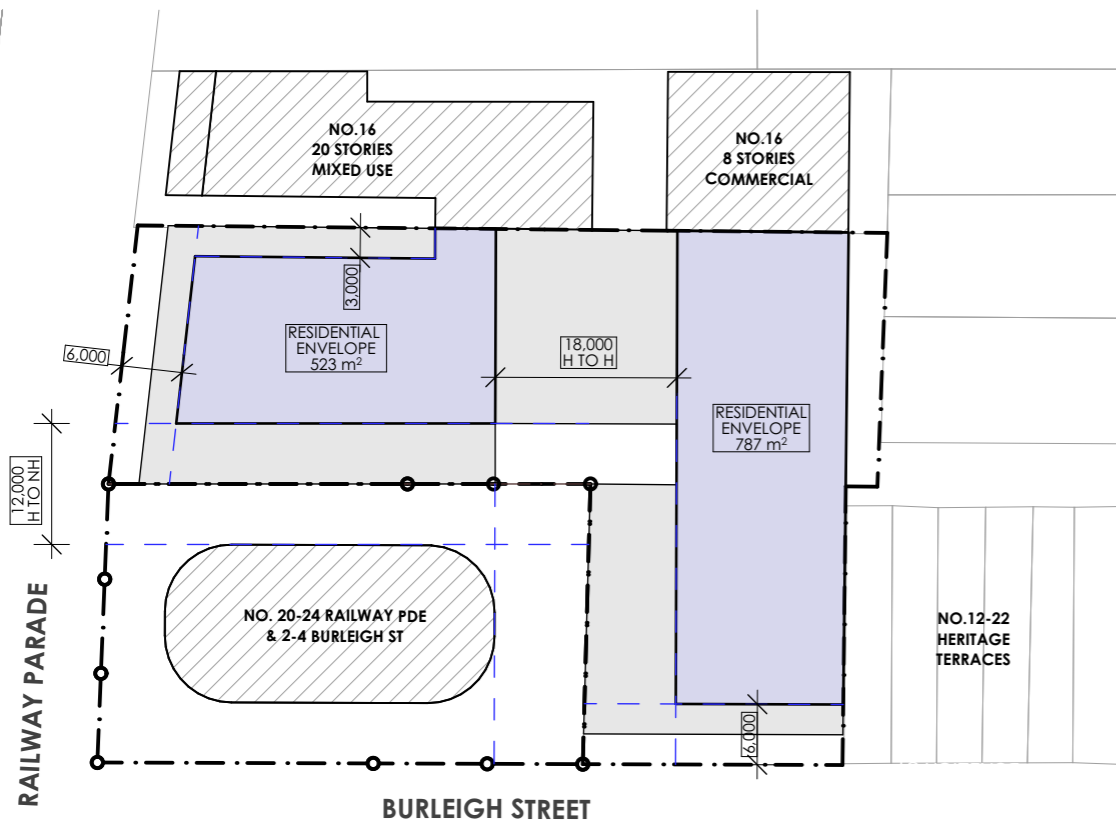 NO.16
20 STORIES
MIXED USE
NO.16
8 STORIES
COMMERCIAL
3,000
RESIDENTIAL
ENVELOPE
523 m²
18,000
H TO H
6,000
RESIDENTIAL
ENVELOPE
787 m²
12,000
H TO NH
NO. 20-24 RAILWAY PDE
& 2-4 BURLEIGH ST
NO.12-22
HERITAGE
TERRACES
6,000
RAILWAY PARADE
BURLEIGH STREET